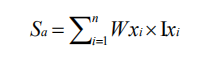 Sa = ∑ⁿᵢ₌₁ Wxi × Ixi